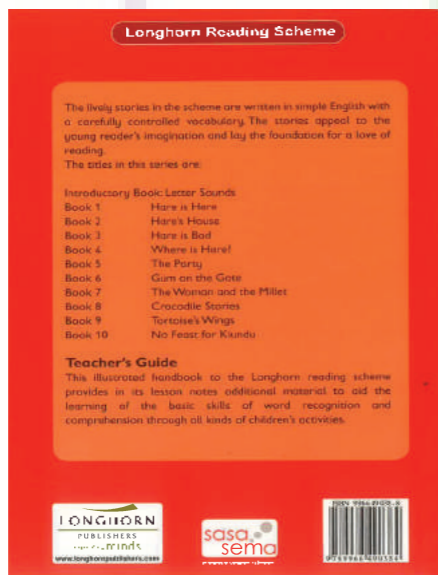 Longhorn Reading Scheme
The lively stories in the scheme are written in simple English with
a carefully controlled vocabulary. The stories appeal to the
young reader's imagination and lay the foundation for a love of
reading.
The titles in this series are:
Introductory Book: Letter Sounds
Book 1 Hare is Here
Book 2 Hare's House
Book 3 Hare is Bad
Book 4 Where is Hare?
Book 5 The Party
Book 6 Gum on the Gate
Book 7 The Woman and the Millet
Book 8 Crocodile Stories
Book 9 Tortoise's Wings
Book 10 No Feast for Kiundu
Teacher's Guide
This illustrated handbook to the Longhorn reading scheme
provides in its lesson notes additional material to aid the
learning of the basic skills of word recognition and
comprehension through all kinds of children's activities.
LONGHORN
PUBLISHERS
minds
www.longhornpublishers.com
sasa
sema